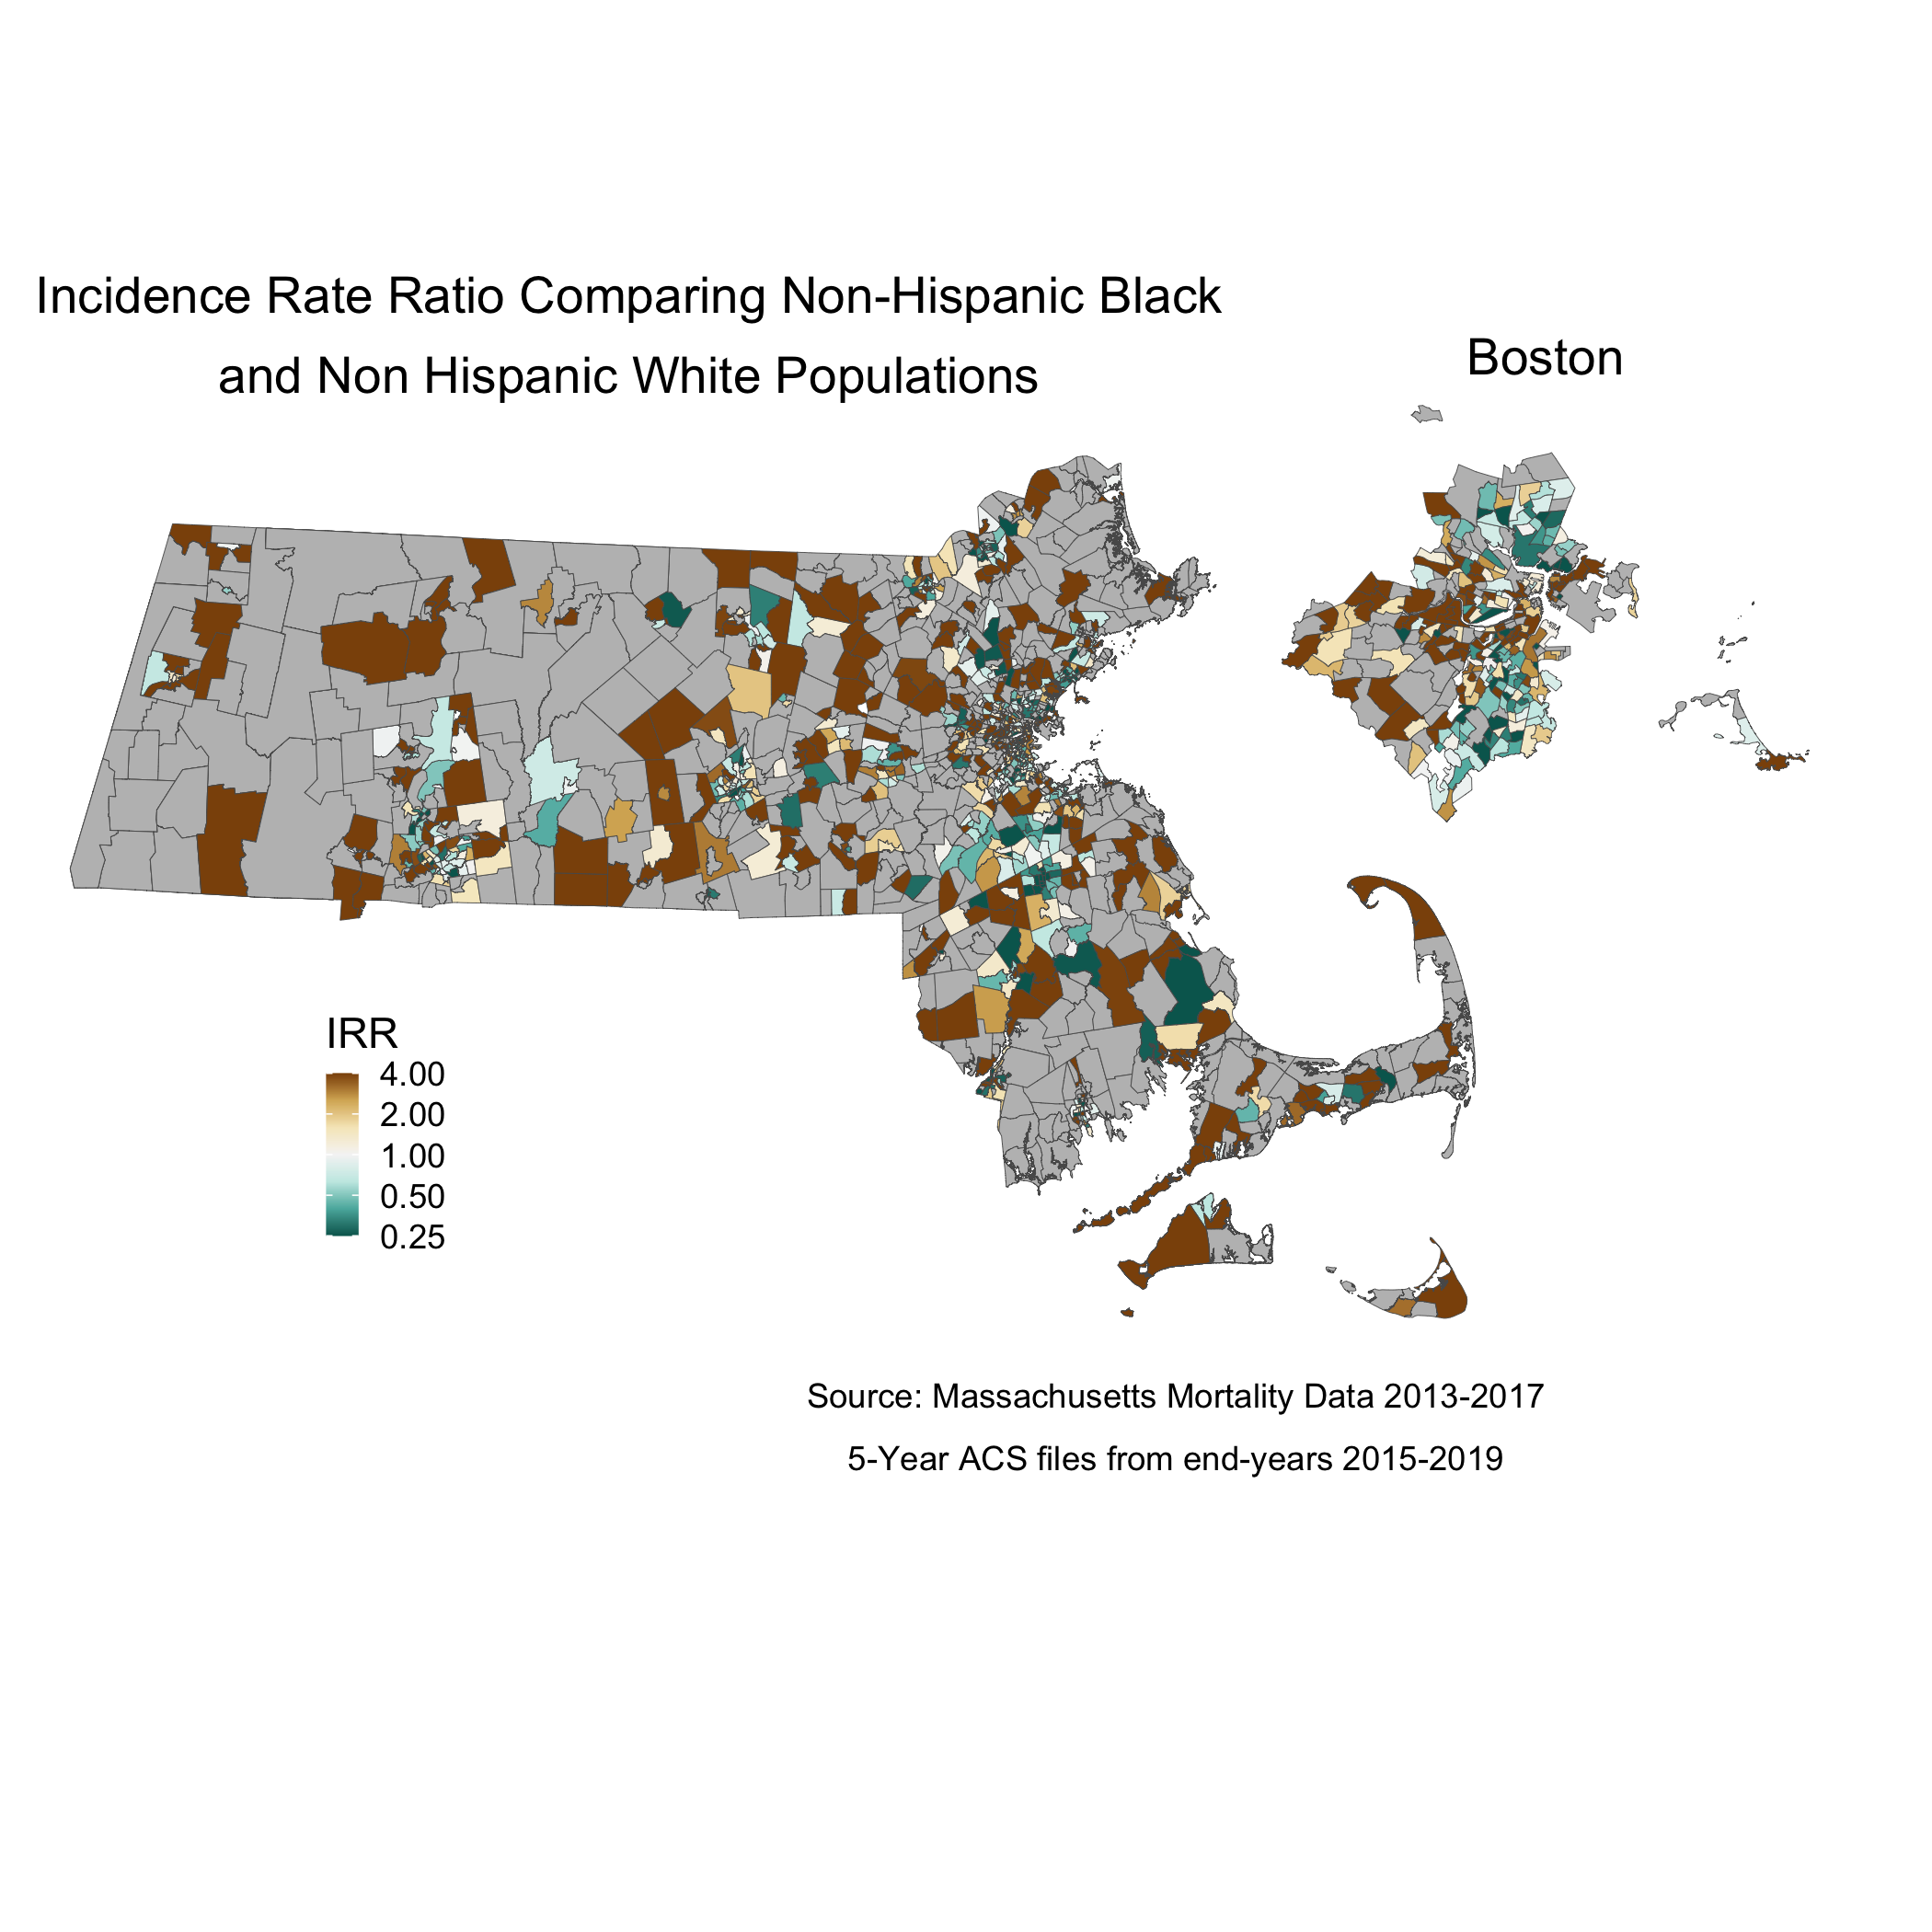 Incidence Rate Ratio Comparing Non-Hispanic Black
and Non Hispanic White Populations
Boston
IRR
4.00
2.00
1.00
0.50
0.25
Source: Massachusetts Mortality Data 2013-2017
5-Year ACS files from end-years 2015-2019